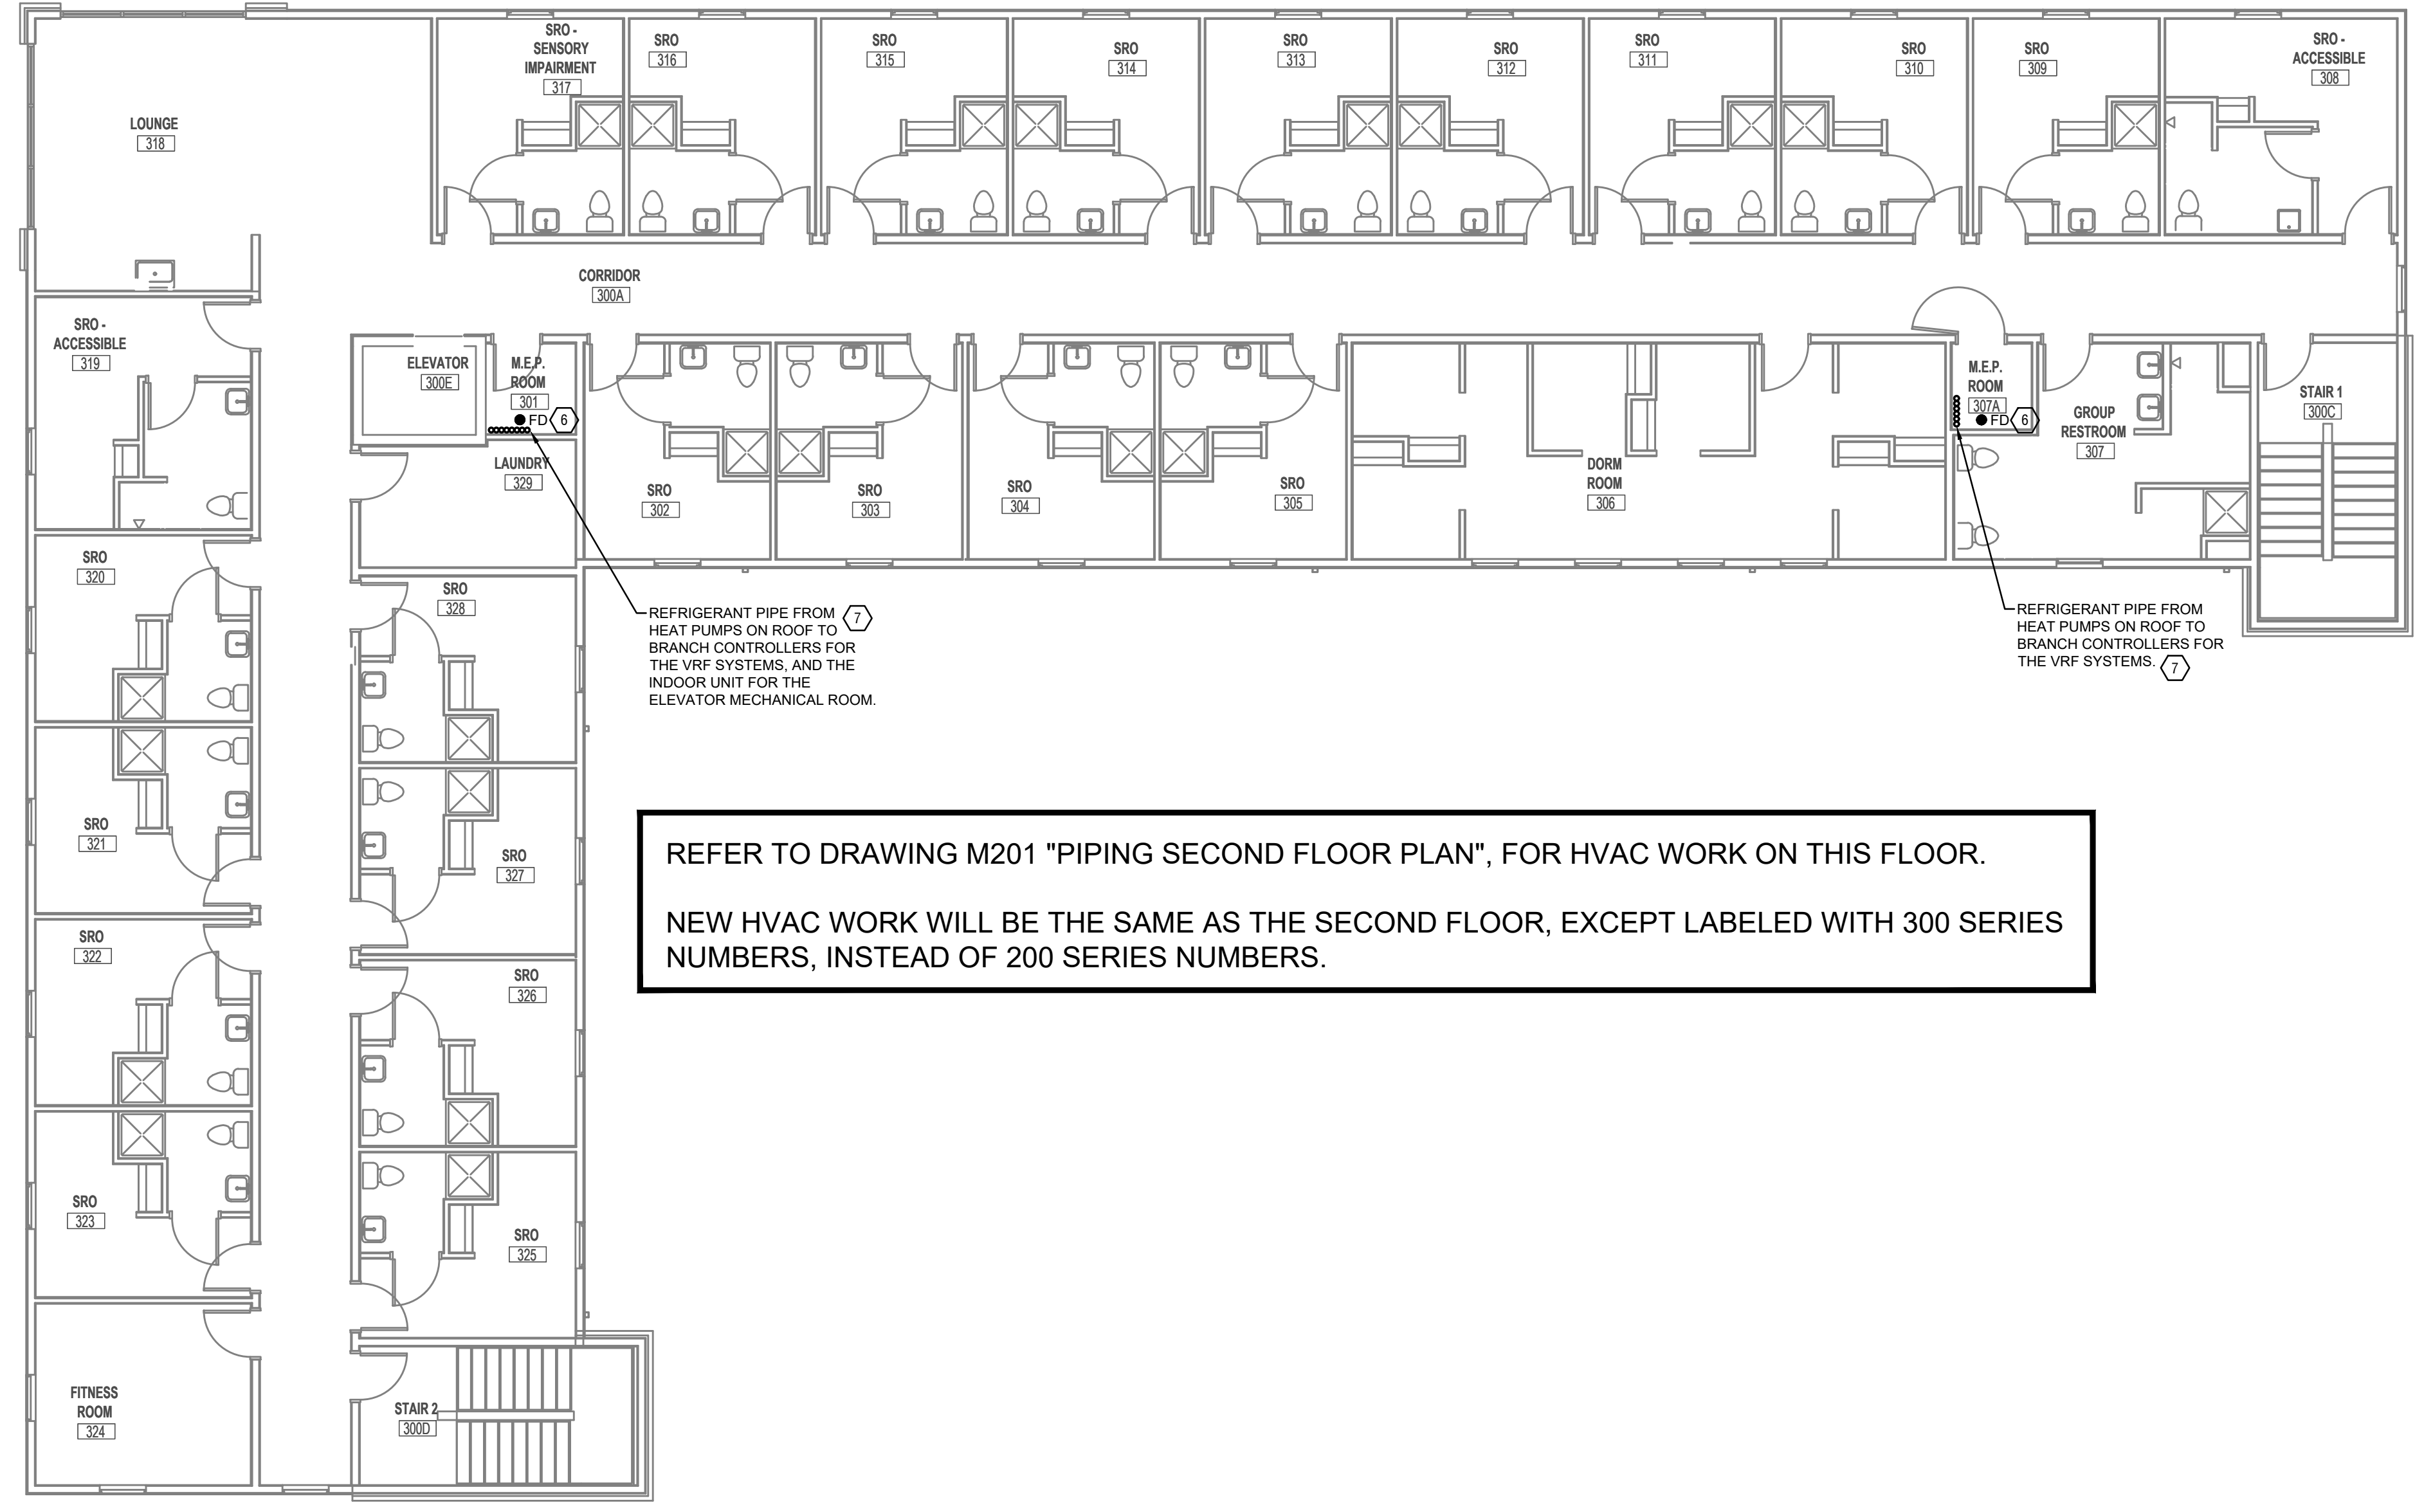 SRO -
SENSORY
IMPAIRMENT
317
SRO
316
SRO
315
SRO
314
SRO
313
SRO
312
SRO
311
SRO
310
SRO
309
SRO -
ACCESSIBLE
308
LOUNGE
318
CORRIDOR
300A
SRO -
ACCESSIBLE
319
ELEVATOR
300E
M.E.P.
ROOM
301
FD 6
LAUNDRY
329
SRO
302
SRO
303
SRO
304
SRO
305
DORM
ROOM
306
M.E.P.
ROOM
307A
FD 6
GROUP
RESTROOM
307
STAIR 1
300C
SRO
320
SRO
328
REFRIGERANT PIPE FROM 7
HEAT PUMPS ON ROOF TO
BRANCH CONTROLLERS FOR
THE VRF SYSTEMS, AND THE
INDOOR UNIT FOR THE
ELEVATOR MECHANICAL ROOM.
REFRIGERANT PIPE FROM
HEAT PUMPS ON ROOF TO
BRANCH CONTROLLERS FOR
THE VRF SYSTEMS. 7
SRO
321
SRO
327
REFER TO DRAWING M201 "PIPING SECOND FLOOR PLAN", FOR HVAC WORK ON THIS FLOOR.
NEW HVAC WORK WILL BE THE SAME AS THE SECOND FLOOR, EXCEPT LABELED WITH 300 SERIES
NUMBERS, INSTEAD OF 200 SERIES NUMBERS.
SRO
322
SRO
326
SRO
323
SRO
325
FITNESS
ROOM
324
STAIR 2
300D